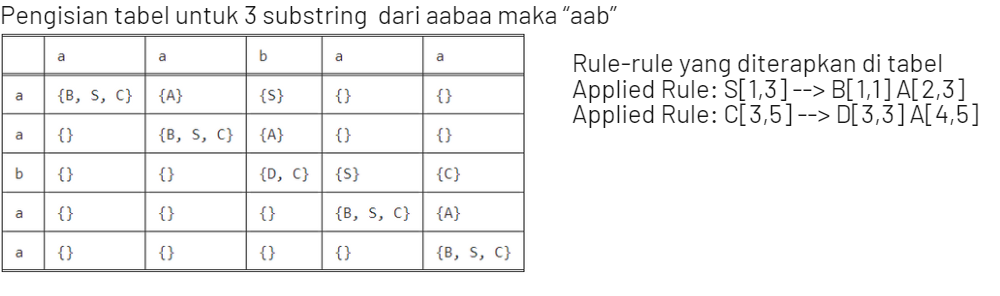 Pengisian tabel untuk 3 substring dari aabaa maka “aab”
a a b a a
a {B, S, C} {A} {S} {} {}
a {} {B, S, C} {A} {} {}
b {} {} {D, C} {S} {C}
a {} {} {} {B, S, C} {A}
a {} {} {} {} {B, S, C}
Rule-rule yang diterapkan di tabel
Applied Rule: S[1,3] --> B[1,1] A[2,3]
Applied Rule: C[3,5] --> D[3,3] A[4,5]